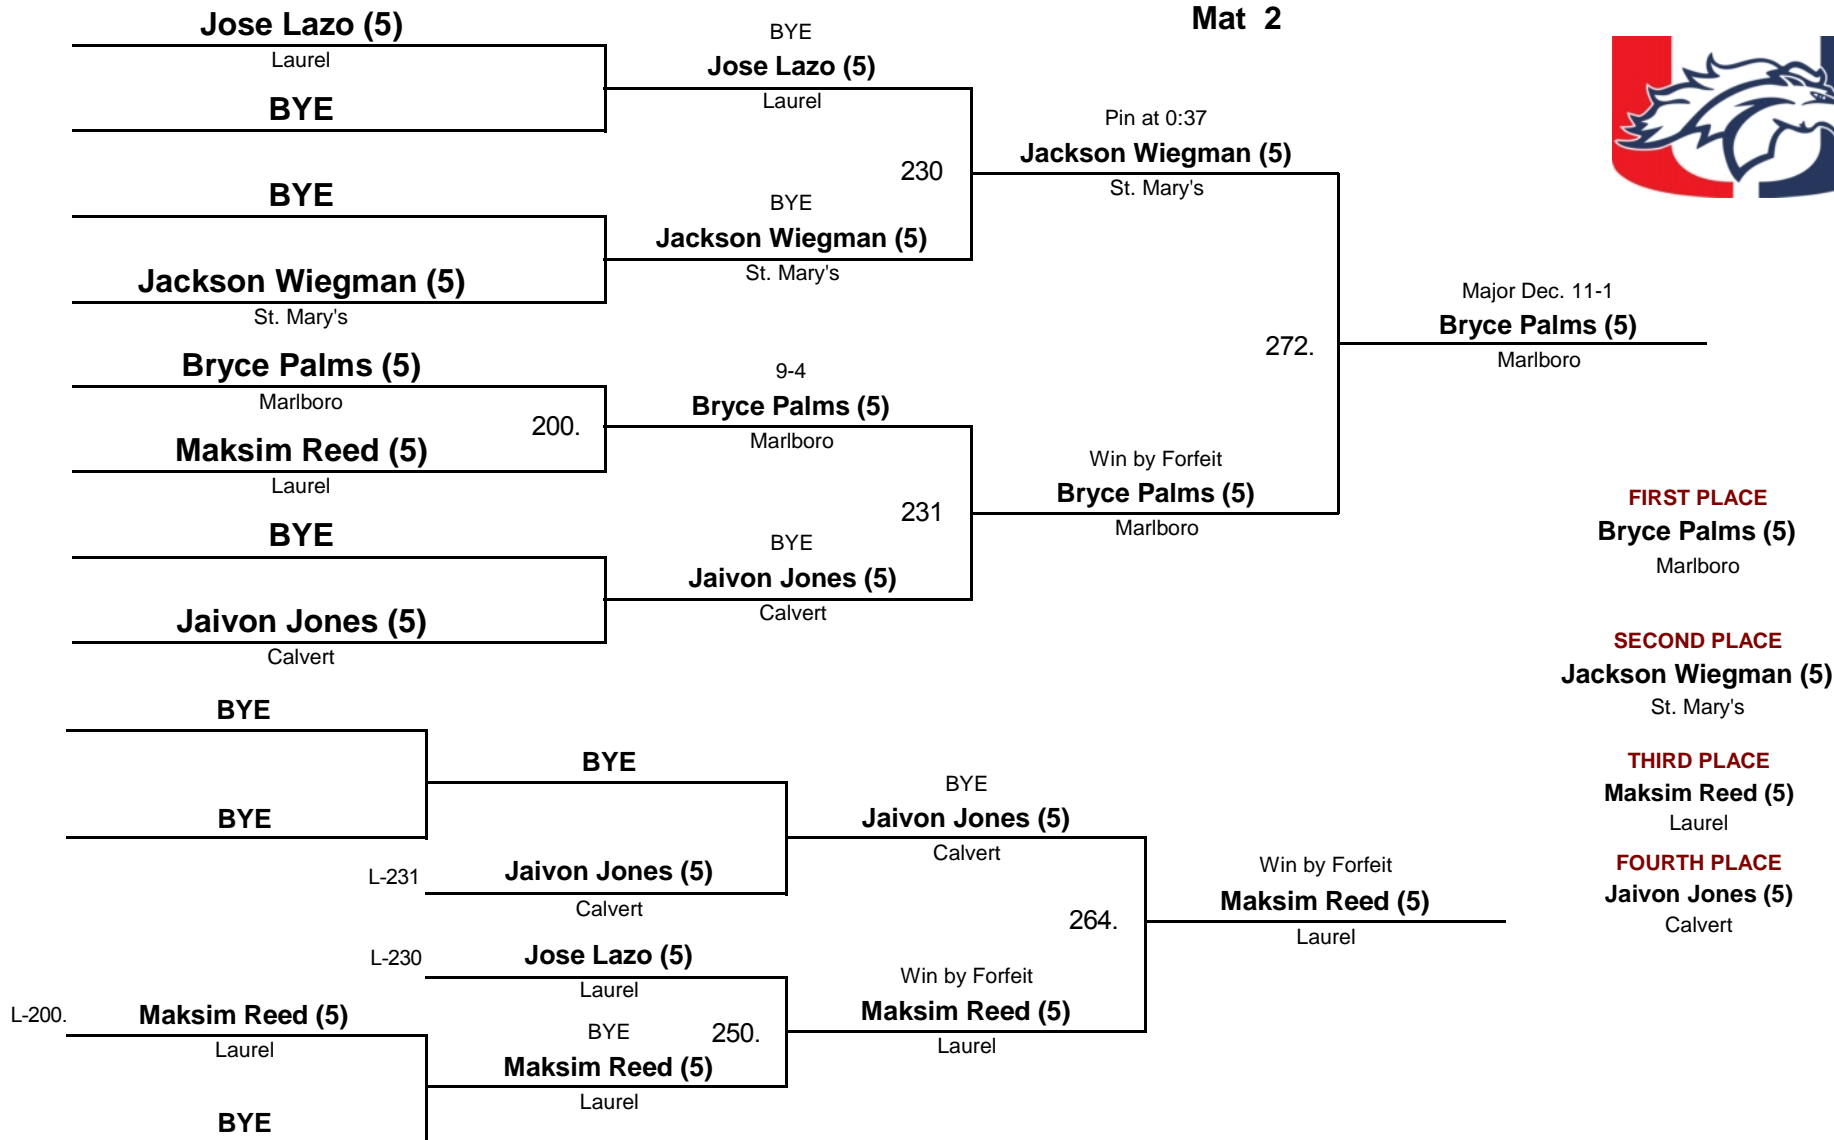 Mat 2
Jose Lazo (5)
Laurel
BYE
BYE
Jackson Wiegman (5)
St. Mary's
Bryce Palms (5)
Marlboro
200.
Maksim Reed (5)
Laurel
BYE
Jaivon Jones (5)
Calvert
BYE
Jose Lazo (5)
Laurel
230
BYE
Jackson Wiegman (5)
St. Mary's
9-4
Bryce Palms (5)
Marlboro
231
BYE
Jaivon Jones (5)
Calvert
Pin at 0:37
Jackson Wiegman (5)
St. Mary's
272.
Win by Forfeit
Bryce Palms (5)
Marlboro
Major Dec. 11-1
Bryce Palms (5)
Marlboro
FIRST PLACE
Bryce Palms (5)
Marlboro
SECOND PLACE
Jackson Wiegman (5)
St. Mary's
THIRD PLACE
Maksim Reed (5)
Laurel
FOURTH PLACE
Jaivon Jones (5)
Calvert
BYE
BYE
L-200.
Maksim Reed (5)
Laurel
BYE
BYE
L-231
Jaivon Jones (5)
Calvert
L-230
Jose Lazo (5)
Laurel
BYE
250.
Maksim Reed (5)
Laurel
BYE
Jaivon Jones (5)
Calvert
264.
Win by Forfeit
Maksim Reed (5)
Laurel
Win by Forfeit
Maksim Reed (5)
Laurel